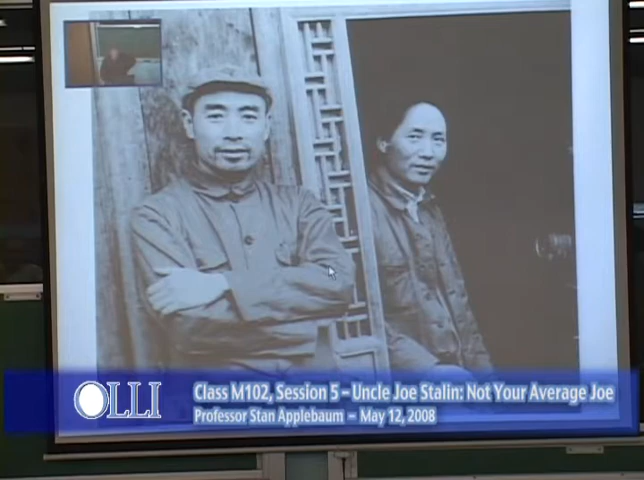 OLLI
Class M102, Session 5 – Uncle Joe Stalin: Not Your Average Joe
Professor Stan Applebaum – May 12, 2008